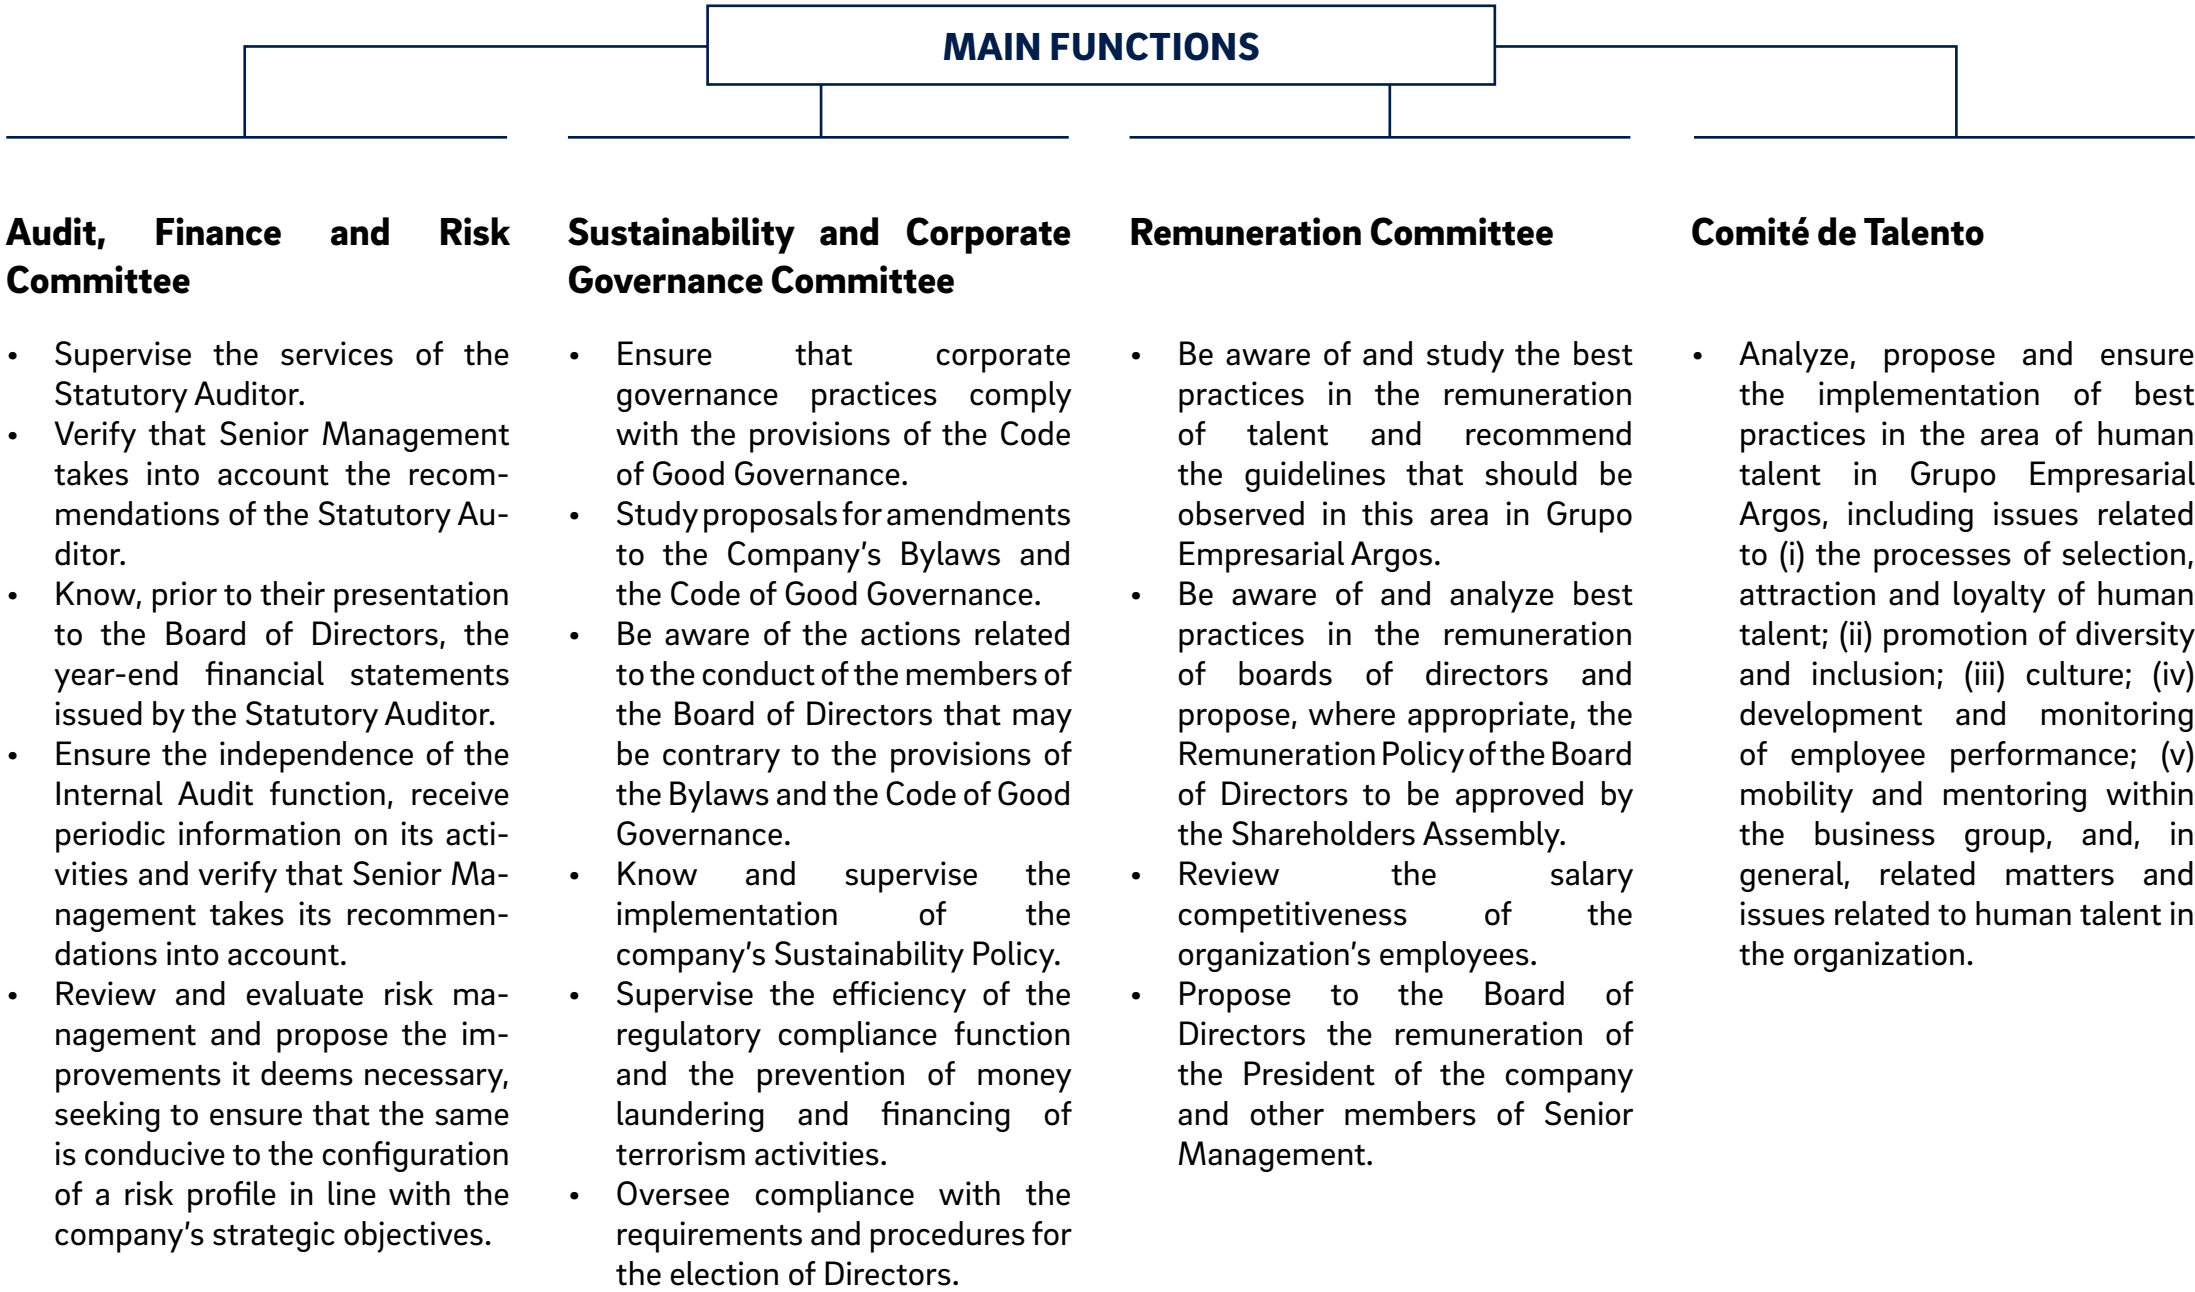 MAIN FUNCTIONS
Audit, Finance and Risk
Committee
• Supervise the services of the
Statutory Auditor.
• Verify that Senior Management
takes into account the recom-
mendations of the Statutory Au-
ditor.
• Know, prior to their presentation
to the Board of Directors, the
year-end financial statements
issued by the Statutory Auditor.
• Ensure the independence of the
Internal Audit function, receive
periodic information on its acti-
vities and verify that Senior Ma-
nagement takes its recommen-
dations into account.
• Review and evaluate risk ma-
nagement and propose the im-
provements it deems necessary,
seeking to ensure that the same
is conducive to the configuration
of a risk profile in line with the
company's strategic objectives.
Sustainability and Corporate
Governance Committee
• Ensure that corporate
governance practices comply
with the provisions of the Code
of Good Governance.
• Study proposals for amendments
to the Company's Bylaws and
the Code of Good Governance.
• Be aware of the actions related
to the conduct of the members of
the Board of Directors that may
be contrary to the provisions of
the Bylaws and the Code of Good
Governance.
• Know and supervise the
implementation of the
company's Sustainability Policy.
• Supervise the efficiency of the
regulatory compliance function
and the prevention of money
laundering and financing of
terrorism activities.
• Oversee compliance with the
requirements and procedures for
the election of Directors.
Remuneration Committee
• Be aware of and study the best
practices in the remuneration
of talent and recommend
the guidelines that should be
observed in this area in Grupo
Empresarial Argos.
• Be aware of and analyze best
practices in the remuneration
of boards of directors and
propose, where appropriate, the
Remuneration Policy of the Board
of Directors to be approved by
the Shareholders Assembly.
• Review the salary
competitiveness of the
organization's employees.
• Propose to the Board of
Directors the remuneration of
the President of the company
and other members of Senior
Management.
Comité de Talento
• Analyze, propose and ensure
the implementation of best
practices in the area of human
talent in Grupo Empresarial
Argos, including issues related
to (i) the processes of selection,
attraction and loyalty of human
talent; (ii) promotion of diversity
and inclusion; (iii) culture; (iv)
development and monitoring
of employee performance; (v)
mobility and mentoring within
the business group, and, in
general, related matters and
issues related to human talent in
the organization.